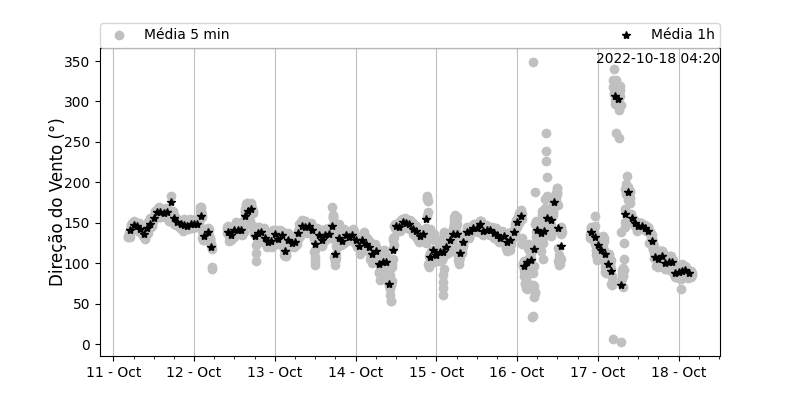 Média 5 min
Média 1h
2022-10-18 04:20
Direção do Vento (°)
350
300
250
200
150
100
50
0
11 - Oct
12 - Oct
13 - Oct
14 - Oct
15 - Oct
16 - Oct
17 - Oct
18 - Oct